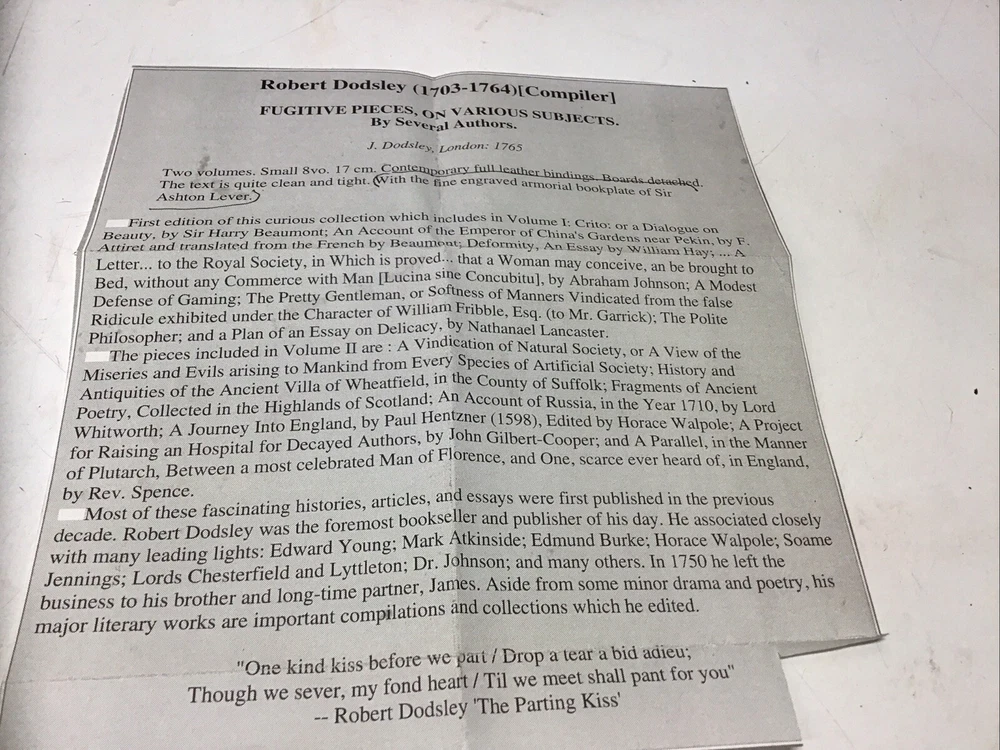 Robert Dodsley (1703-1764)[Compiler]
FUGITIVE PIECES, ON VARIOUS SUBJECTS.
By Several Authors.
J. Dodsley, London: 1765
Two volumes. Small 8vo. 17 cm. Contemporary full leather bindings. Boards detached.
The text is quite clean and tight. (With the fine engraved armorial bookplate of Sir
Ashton Lever.)
First edition of this curious collection which includes in Volume I: Crito: or a Dialogue on
Beauty, by Sir Harry Beaumont; An Account of the Emperor of China's Gardens near Pekin, by F.
Attiret and translated from the French by Beaumont; Deformity, An Essay by William Hay; ... A
Letter... to the Royal Society, in Which is proved... that a Woman may conceive, an be brought to
Bed, without any Commerce with Man [Lucina sine Concubitu], by Abraham Johnson; A Modest
Defense of Gaming; The Pretty Gentleman, or Softness of Manners Vindicated from the false
Ridicule exhibited under the Character of William Fribble, Esq. (to Mr. Garrick); The Polite
Philosopher; and a Plan of an Essay on Delicacy, by Nathanael Lancaster.
The pieces included in Volume II are : A Vindication of Natural Society, or A View of the
Miseries and Evils arising to Mankind from Every Species of Artificial Society; History and
Antiquities of the Ancient Villa of Wheatfield, in the County of Suffolk; Fragments of Ancient
Poetry, Collected in the Highlands of Scotland; An Account of Russia, in the Year 1710, by Lord
Whitworth; A Journey Into England, by Paul Hentzner (1598), Edited by Horace Walpole; A Project
for Raising an Hospital for Decayed Authors, by John Gilbert-Cooper; and A Parallel, in the Manner
of Plutarch, Between a most celebrated Man of Florence, and One, scarce ever heard of, in England,
by Rev. Spence.
Most of these fascinating histories, articles, and essays were first published in the previous
decade. Robert Dodsley was the foremost bookseller and publisher of his day. He associated closely
with many leading lights: Edward Young; Mark Atkinside; Edmund Burke; Horace Walpole; Soame
Jennings; Lords Chesterfield and Lyttleton; Dr. Johnson; and many others. In 1750 he left the
business to his brother and long-time partner, James. Aside from some minor drama and poetry, his
major literary works are important compilations and collections which he edited.
"One kind kiss before we part / Drop a tear a bid adieu;
Though we sever, my fond heart / Til we meet shall pant for you"
-- Robert Dodsley 'The Parting Kiss'